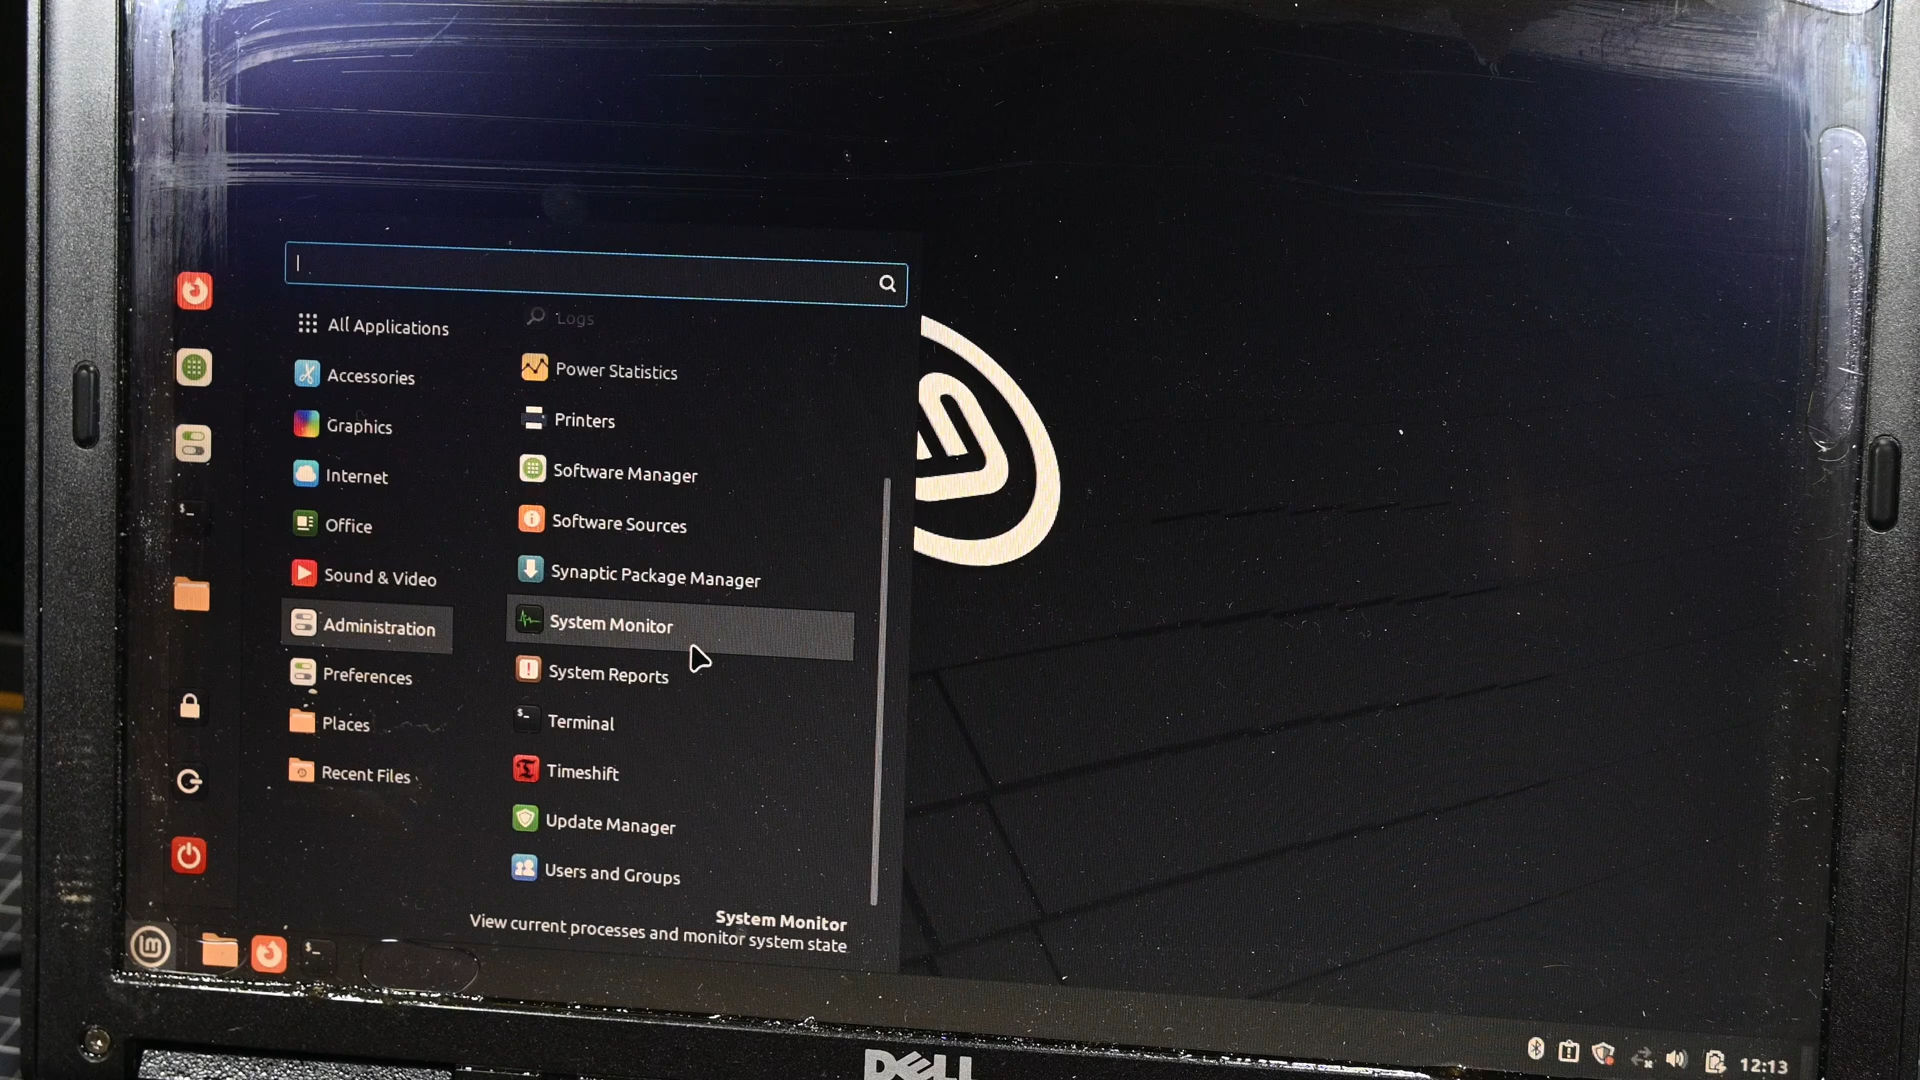 All Applications
Accessories
Graphics
Internet
Office
Sound & Video
Administration
Preferences
Places
Recent Files
Logs
Power Statistics
Printers
Software Manager
Software Sources
Synaptic Package Manager
System Monitor
System Reports
Terminal
Timeshift
Update Manager
Users and Groups
System Monitor
View current processes and monitor system state
12:13
DELL